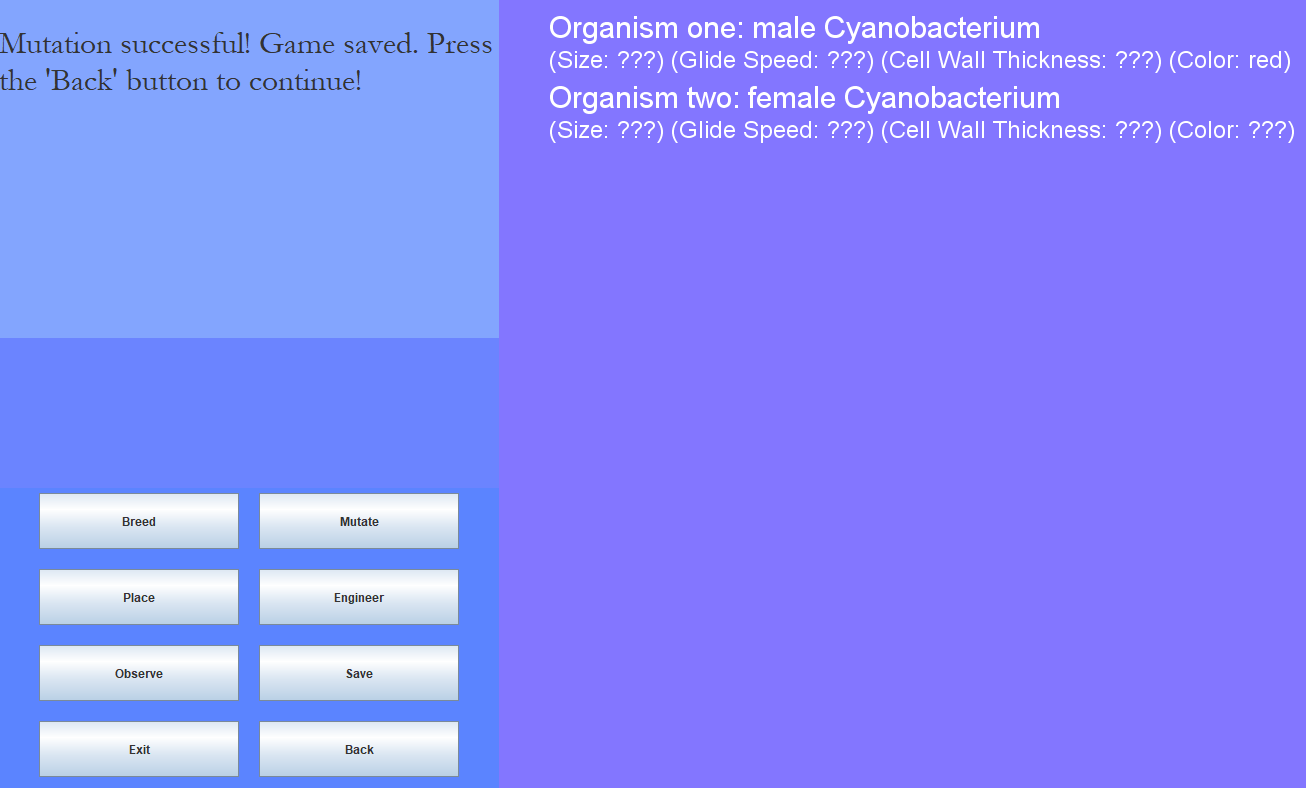 Mutation successful! Game saved. Press
the 'Back' button to continue!
Organism one: male Cyanobacterium
(Size: ???) (Glide Speed: ???) (Cell Wall Thickness: ???) (Color: red)
Organism two: female Cyanobacterium
(Size: ???) (Glide Speed: ???) (Cell Wall Thickness: ???) (Color: ???)
Breed
Mutate
Place
Engineer
Observe
Save
Exit
Back